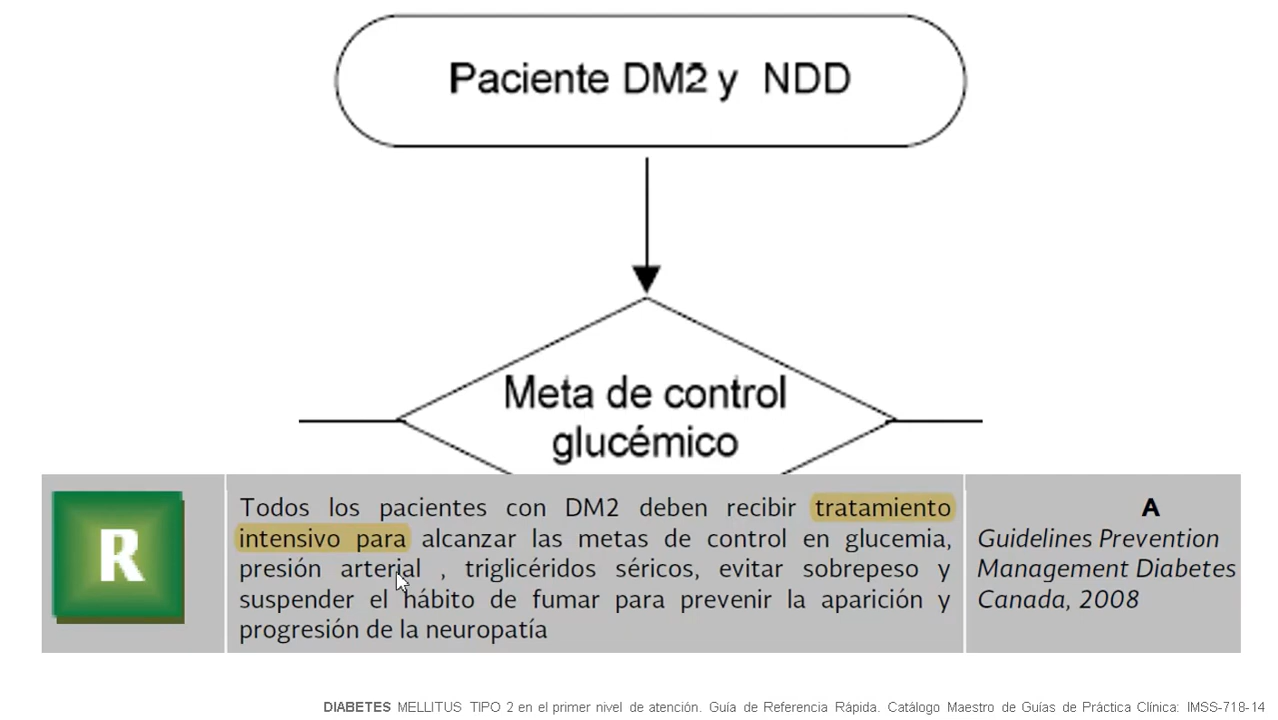 Paciente DM2 y NDD
Meta de control
glucémico
R
Todos los pacientes con DM2 deben recibir tratamiento
intensivo para alcanzar las metas de control en glucemia,
presión arterial , triglicéridos séricos, evitar sobrepeso y
suspender el hábito de fumar para prevenir la aparición y
progresión de la neuropatía
A
Guidelines Prevention
Management Diabetes
Canada, 2008
DIABETES MELLITUS TIPO 2 en el primer nivel de atención. Guía de Referencia Rápida. Catálogo Maestro de Guías de Práctica Clínica: IMSS-718-14